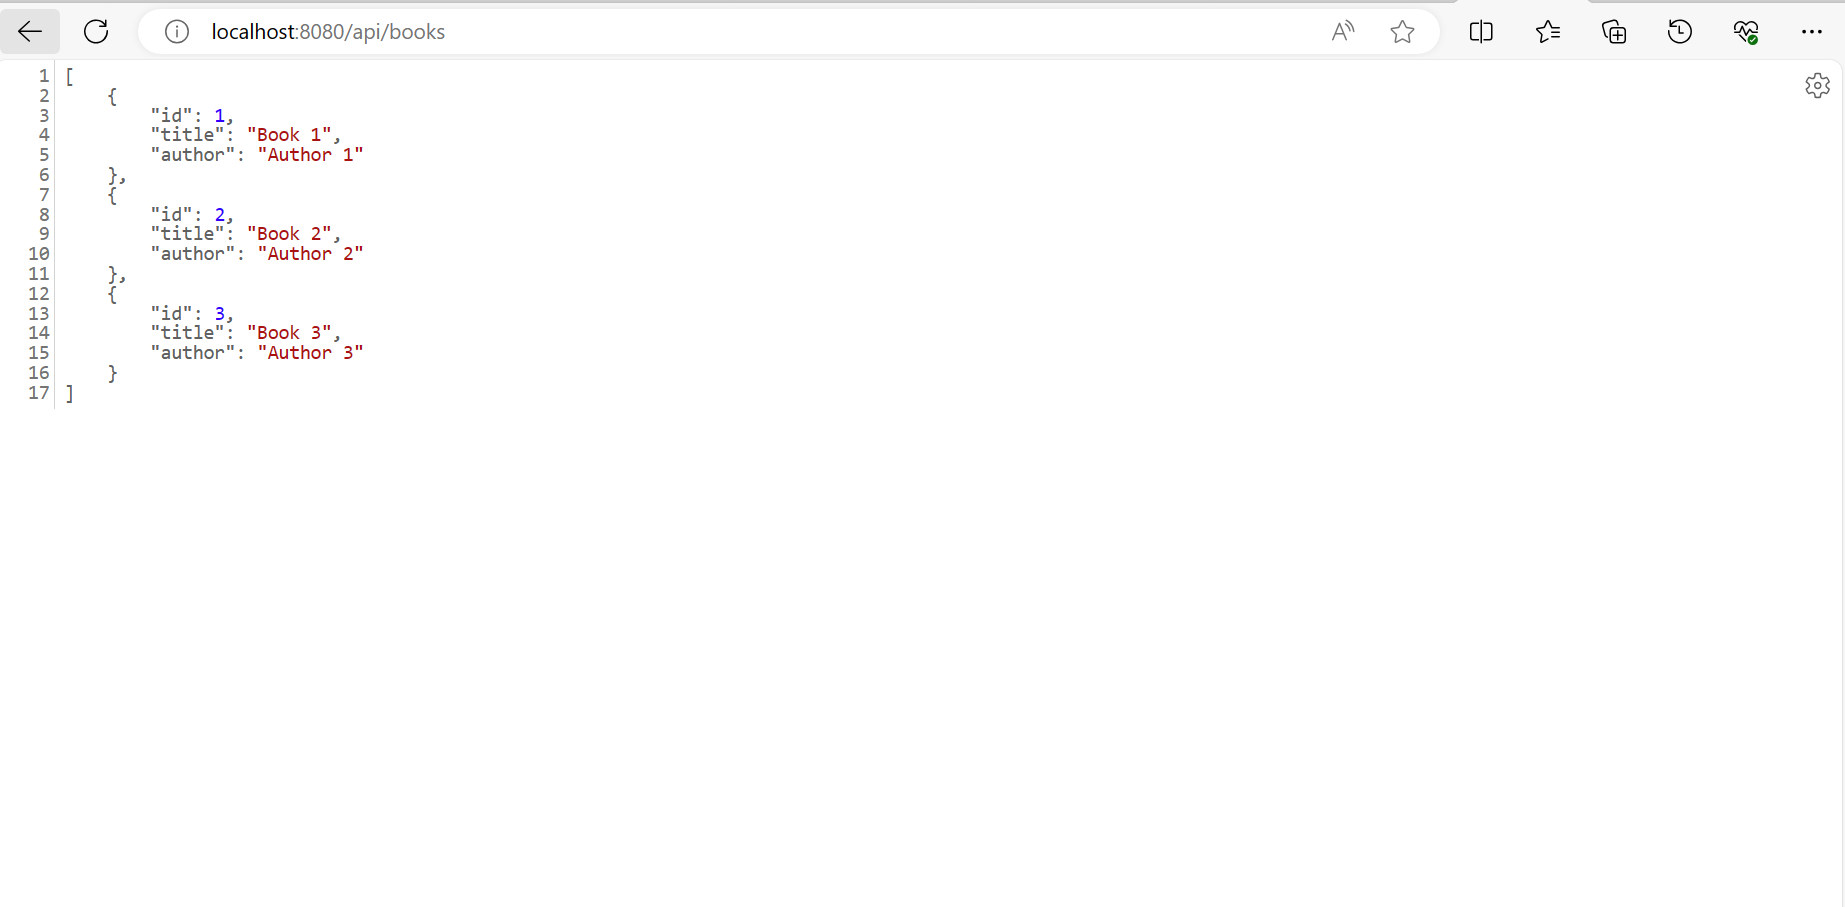 localhost:8080/api/books
1 [
2     {
3         "id": 1,
4         "title": "Book 1",
5         "author": "Author 1"
6     },
7     {
8         "id": 2,
9         "title": "Book 2",
10         "author": "Author 2"
11     },
12     {
13         "id": 3,
14         "title": "Book 3",
15         "author": "Author 3"
16     }
17 ]